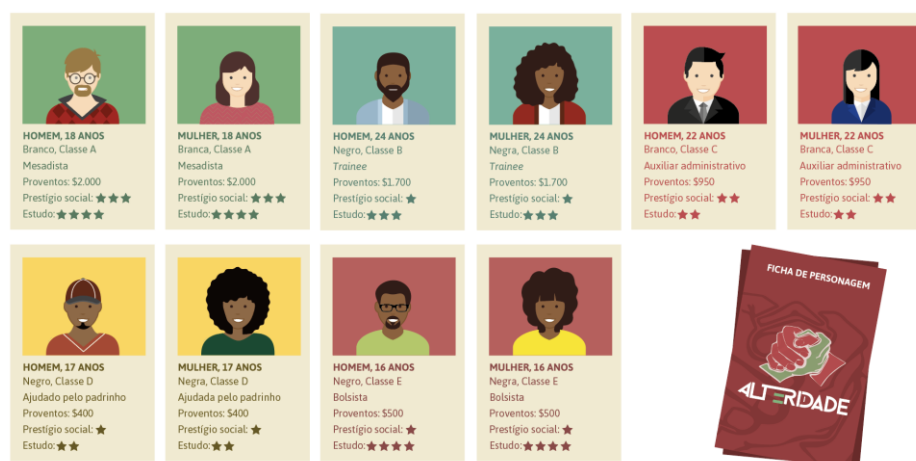 HOMEM, 18 ANOS
Branco, Classe A
Mesadista
Proventos: $2.000
Prestígio social:
Estudo:
MULHER, 18 ANOS
Branca, Classe A
Mesadista
Proventos: $2.000
Prestígio social:
Estudo:
HOMEM, 24 ANOS
Negro, Classe B
Trainee
Proventos: $1.700
Prestígio social:
Estudo:
MULHER, 24 ANOS
Negra, Classe B
Trainee
Proventos: $1.700
Prestígio social:
Estudo:
HOMEM, 22 ANOS
Branco, Classe C
Auxiliar administrativo
Proventos: $950
Prestígio social:
Estudo:
MULHER, 22 ANOS
Branca, Classe C
Auxiliar administrativo
Proventos: $950
Prestígio social:
Estudo:
HOMEM, 17 ANOS
Negro, Classe D
Ajudado pelo padrinho
Proventos: $400
Prestígio social:
Estudo:
MULHER, 17 ANOS
Negra, Classe D
Ajudada pelo padrinho
Proventos: $400
Prestígio social:
Estudo:
HOMEM, 16 ANOS
Negro, Classe E
Bolsista
Proventos: $500
Prestígio social:
Estudo:
MULHER, 16 ANOS
Negra, Classe E
Bolsista
Proventos: $500
Prestígio social:
Estudo:
FICHA DE PERSONAGEM
ALTERIDADE